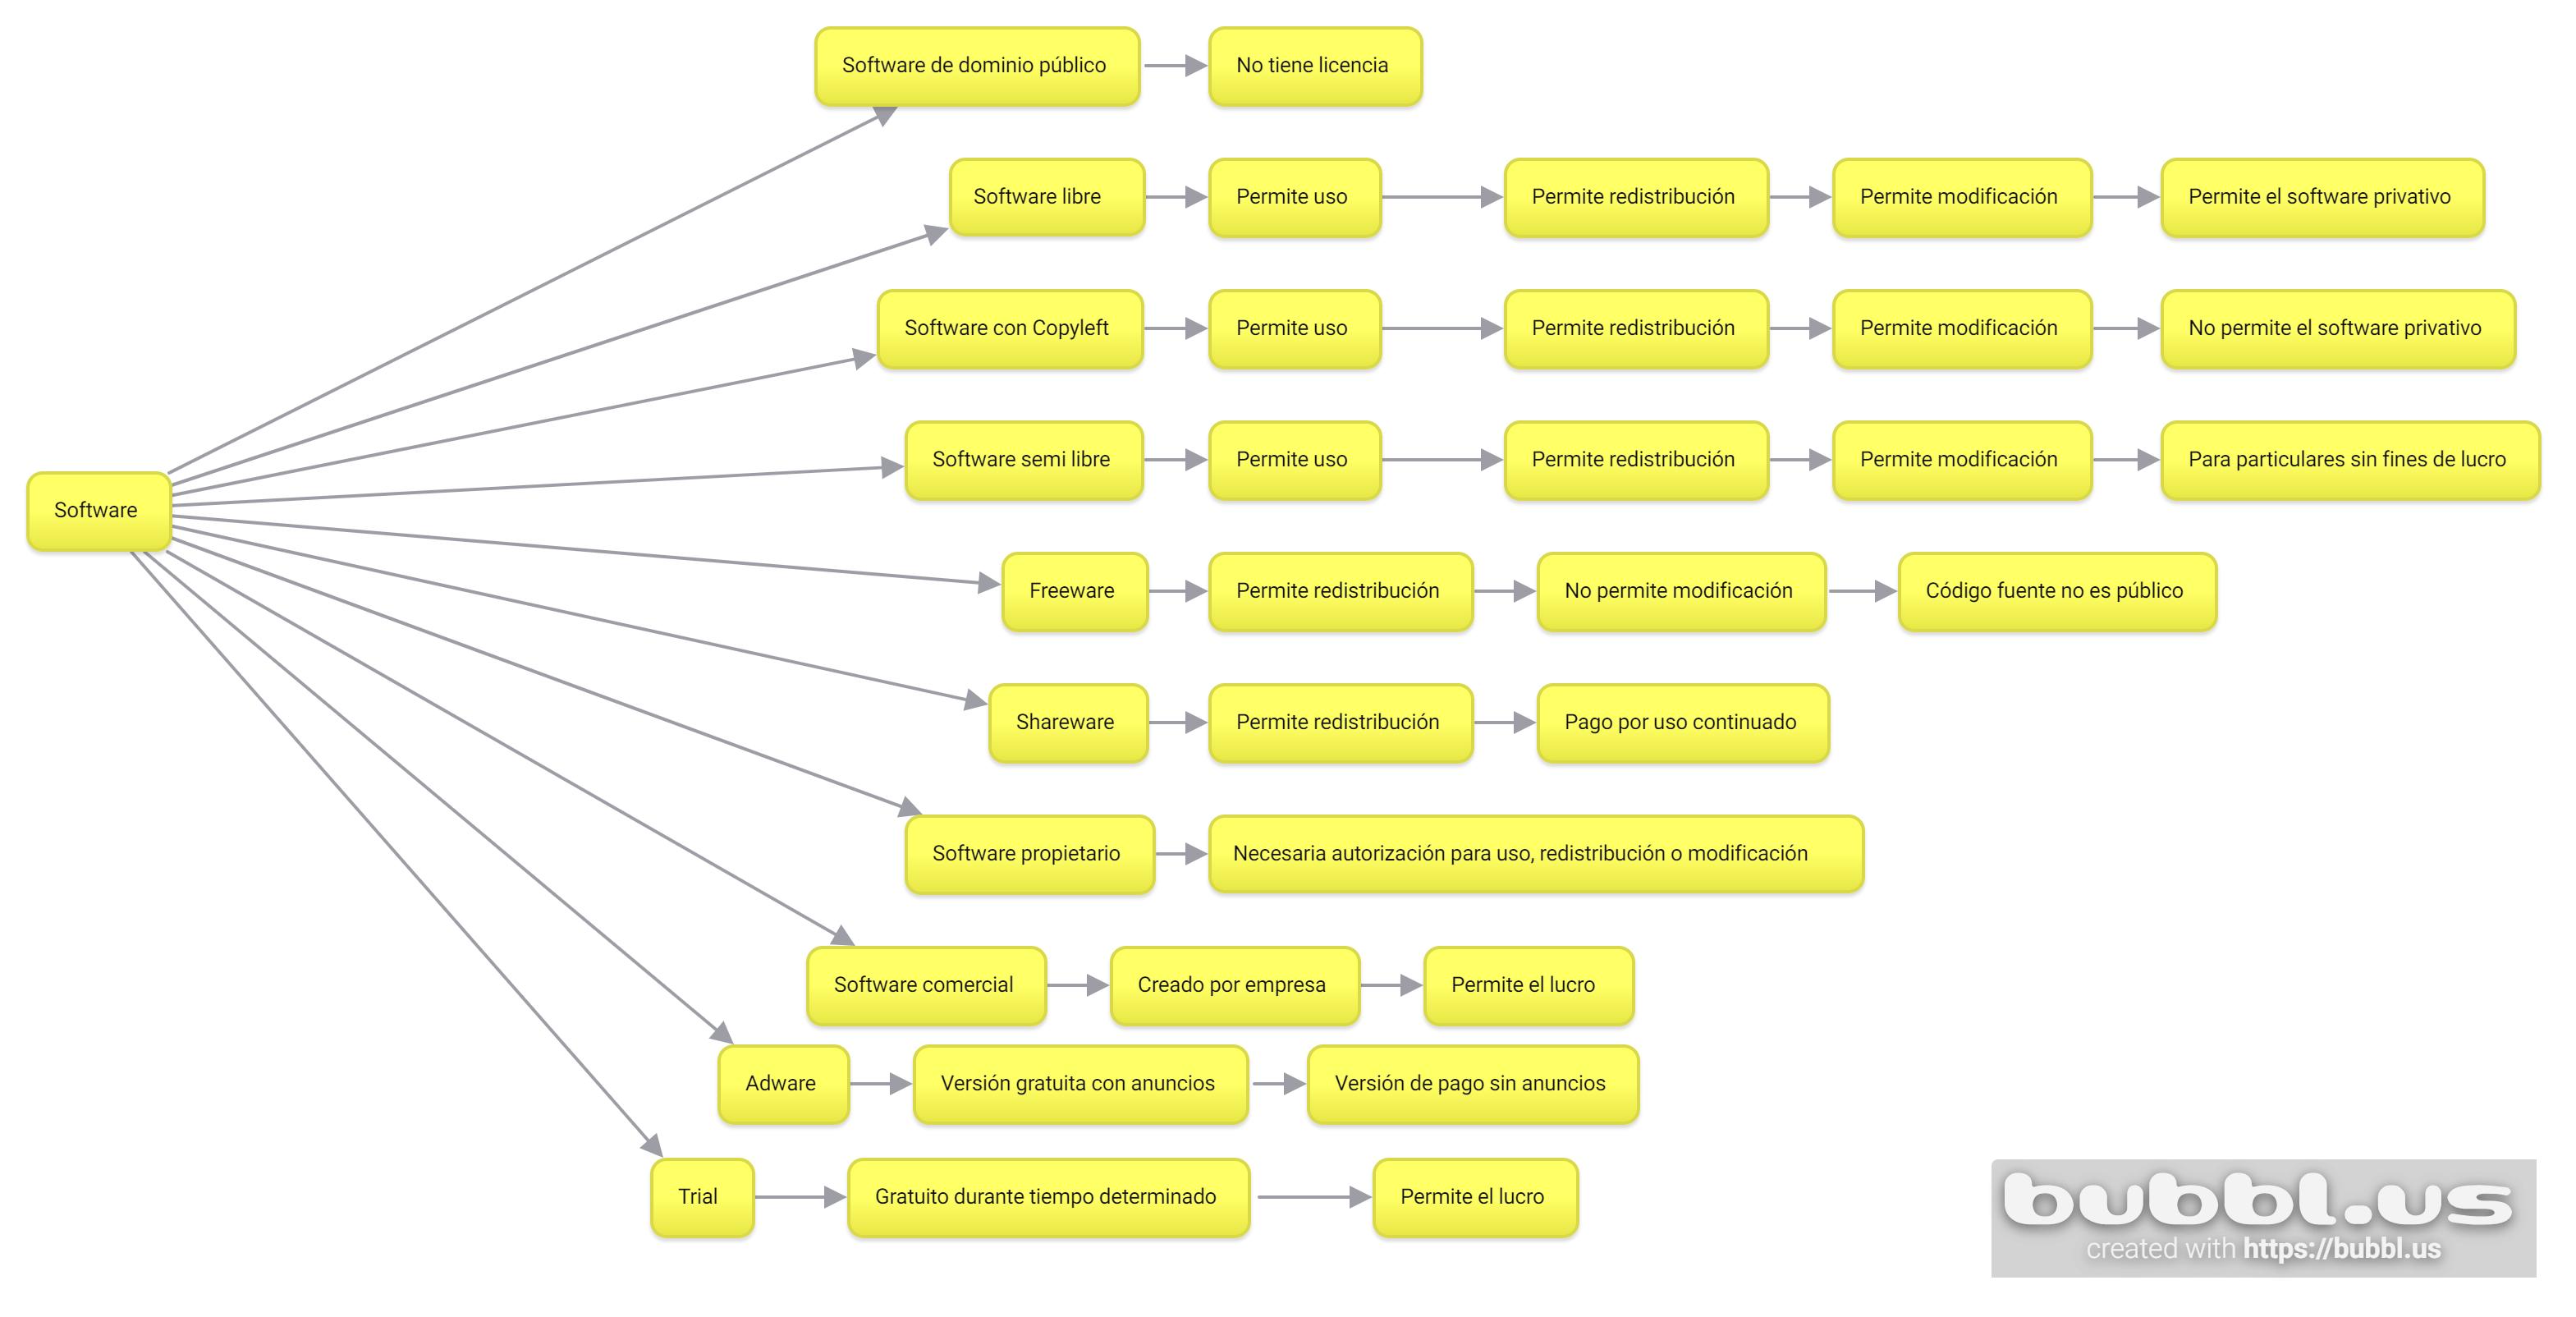 Software de dominio público
No tiene licencia
Software libre
Permite uso
Permite redistribución
Permite modificación
Permite el software privativo
Software con Copyleft
Permite uso
Permite redistribución
Permite modificación
No permite el software privativo
Software semi libre
Permite uso
Permite redistribución
Permite modificación
Para particulares sin fines de lucro
Software
Freeware
Permite redistribución
No permite modificación
Código fuente no es público
Shareware
Permite redistribución
Pago por uso continuado
Software propietario
Necesaria autorización para uso, redistribución o modificación
Software comercial
Creado por empresa
Permite el lucro
Adware
Versión gratuita con anuncios
Versión de pago sin anuncios
Trial
Gratuito durante tiempo determinado
Permite el lucro
bubbl.us
created with https://bubbl.us